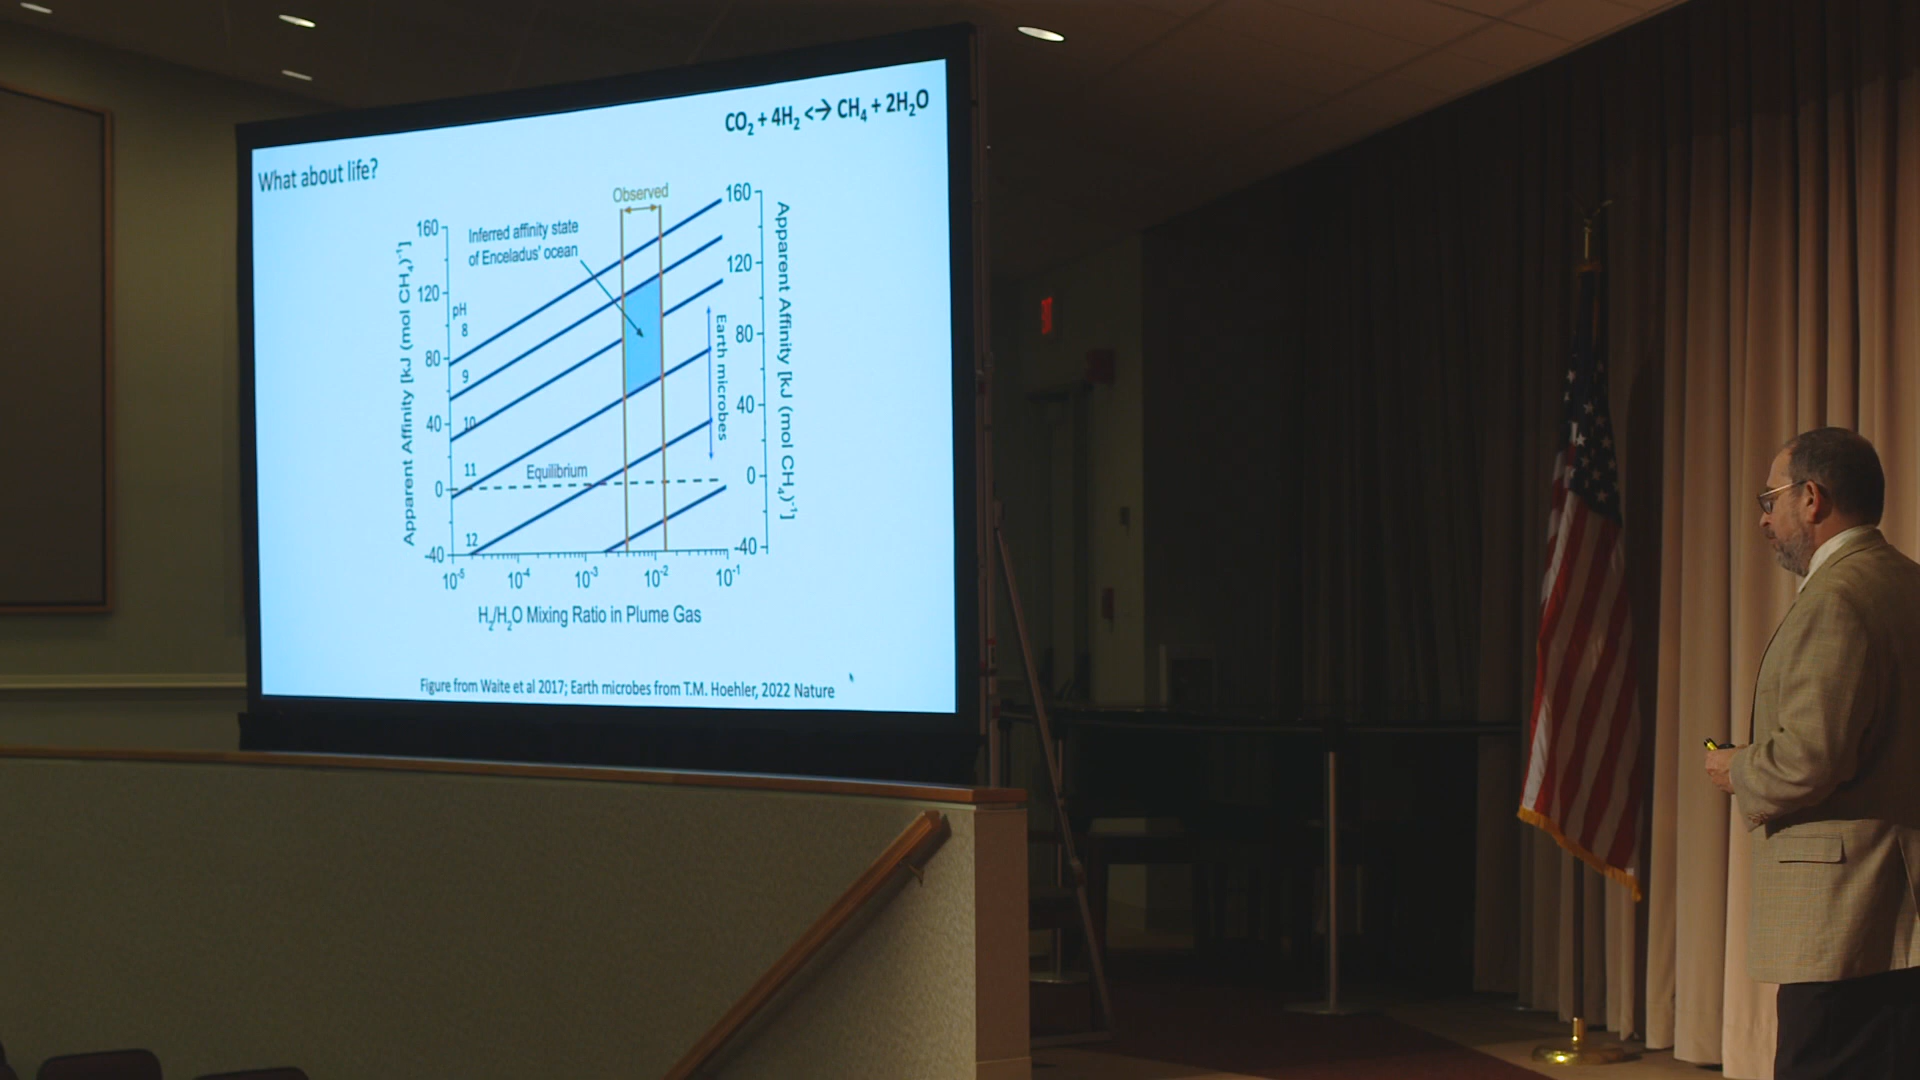 CO₂ + 4H₂ <-> CH₄ + 2H₂O
What about life?
Observed
Inferred affinity state
of Enceladus' ocean
160
120
80
40
0
-40
Apparent Affinity [kJ (mol CH₄)⁻¹]
pH
8
9
10
11
12
Equilibrium
Earth microbes
160
120
80
40
0
-40
Apparent Affinity [kJ (mol CH₄)⁻¹]
10⁻⁵ 10⁻⁴ 10⁻³ 10⁻² 10⁻¹
H₂/H₂O Mixing Ratio in Plume Gas
Figure from Waite et al 2017; Earth microbes from T.M. Hoehler, 2022 Nature